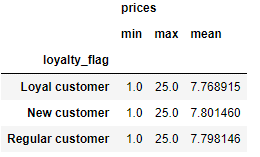 prices
min max mean
loyalty_flag
Loyal customer 1.0 25.0 7.768915
New customer 1.0 25.0 7.801460
Regular customer 1.0 25.0 7.798146